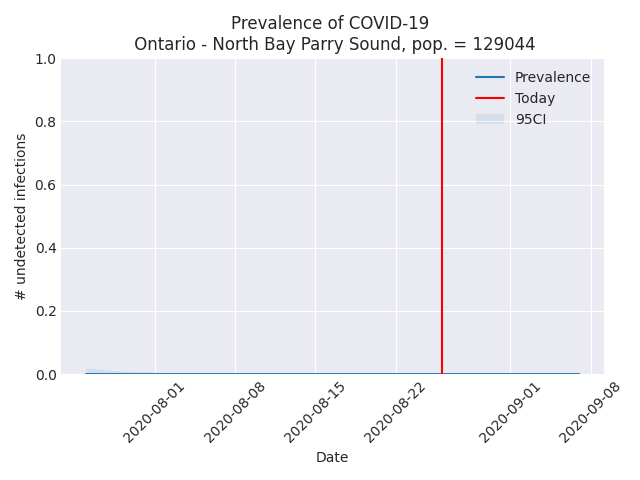 Prevalence of COVID-19
Ontario - North Bay Parry Sound, pop. = 129044
Prevalence
Today
95CI
# undetected infections
1.0
0.8
0.6
0.4
0.2
0.0
2020-08-01
2020-08-08
2020-08-15
2020-08-22
2020-09-01
2020-09-08
Date